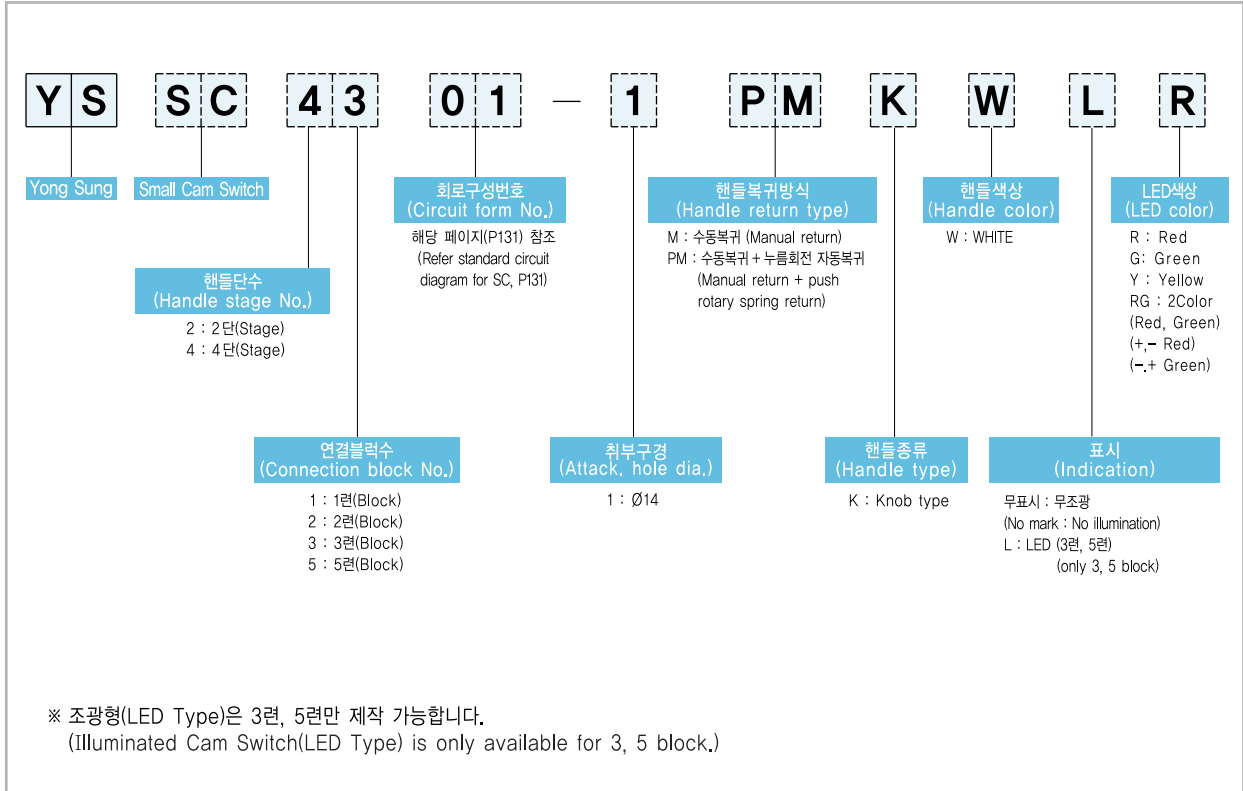 YS SC 43 01 — 1 PM K W L R
Yong Sung
Small Cam Switch
회로구성번호
(Circuit form No.)
해당 페이지(P131) 참조
(Refer standard circuit
diagram for SC, P131)
핸들복귀방식
(Handle return type)
M : 수동복귀 (Manual return)
PM : 수동복귀 + 누름회전 자동복귀
(Manual return + push
rotary spring return)
핸들색상
(Handle color)
W : WHITE
LED색상
(LED color)
R : Red
G: Green
Y : Yellow
RG : 2Color
(Red, Green)
(+,− Red)
(−.+ Green)
핸들단수
(Handle stage No.)
2 : 2단(Stage)
4 : 4단(Stage)
연결블럭수
(Connection block No.)
1 : 1련(Block)
2 : 2련(Block)
3 : 3련(Block)
5 : 5련(Block)
취부구경
(Attack. hole dia.)
1 : Ø14
핸들종류
(Handle type)
K : Knob type
표시
(Indication)
무표시 : 무조광
(No mark : No illumination)
L : LED (3련, 5련)
(only 3, 5 block)
※ 조광형(LED Type)은 3련, 5련만 제작 가능합니다.
(Illuminated Cam Switch(LED Type) is only available for 3, 5 block.)